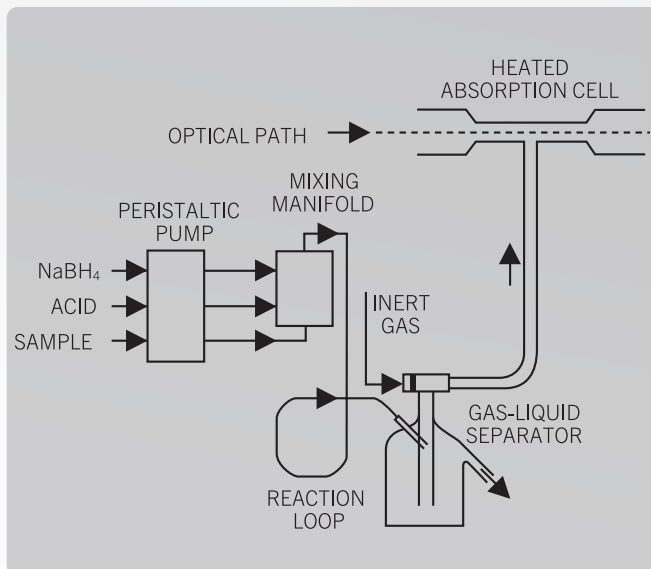 HEATED
ABSORPTION CELL
OPTICAL PATH
MIXING
MANIFOLD
PERISTALTIC
PUMP
NaBH₄
ACID
SAMPLE
INERT
GAS
GAS-LIQUID
SEPARATOR
REACTION
LOOP